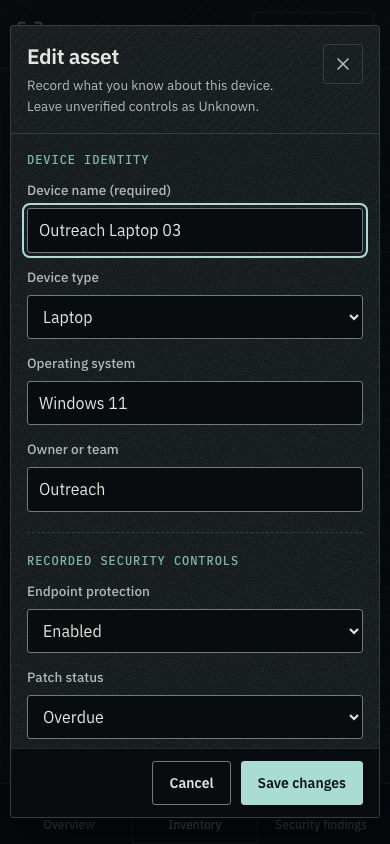 Edit asset
Record what you know about this device.
Leave unverified controls as Unknown.
DEVICE IDENTITY
Device name (required)
Outreach Laptop 03
Device type
Laptop
Operating system
Windows 11
Owner or team
Outreach
RECORDED SECURITY CONTROLS
Endpoint protection
Enabled
Patch status
Overdue
Cancel
Save changes
Overview
Inventory
Security findings